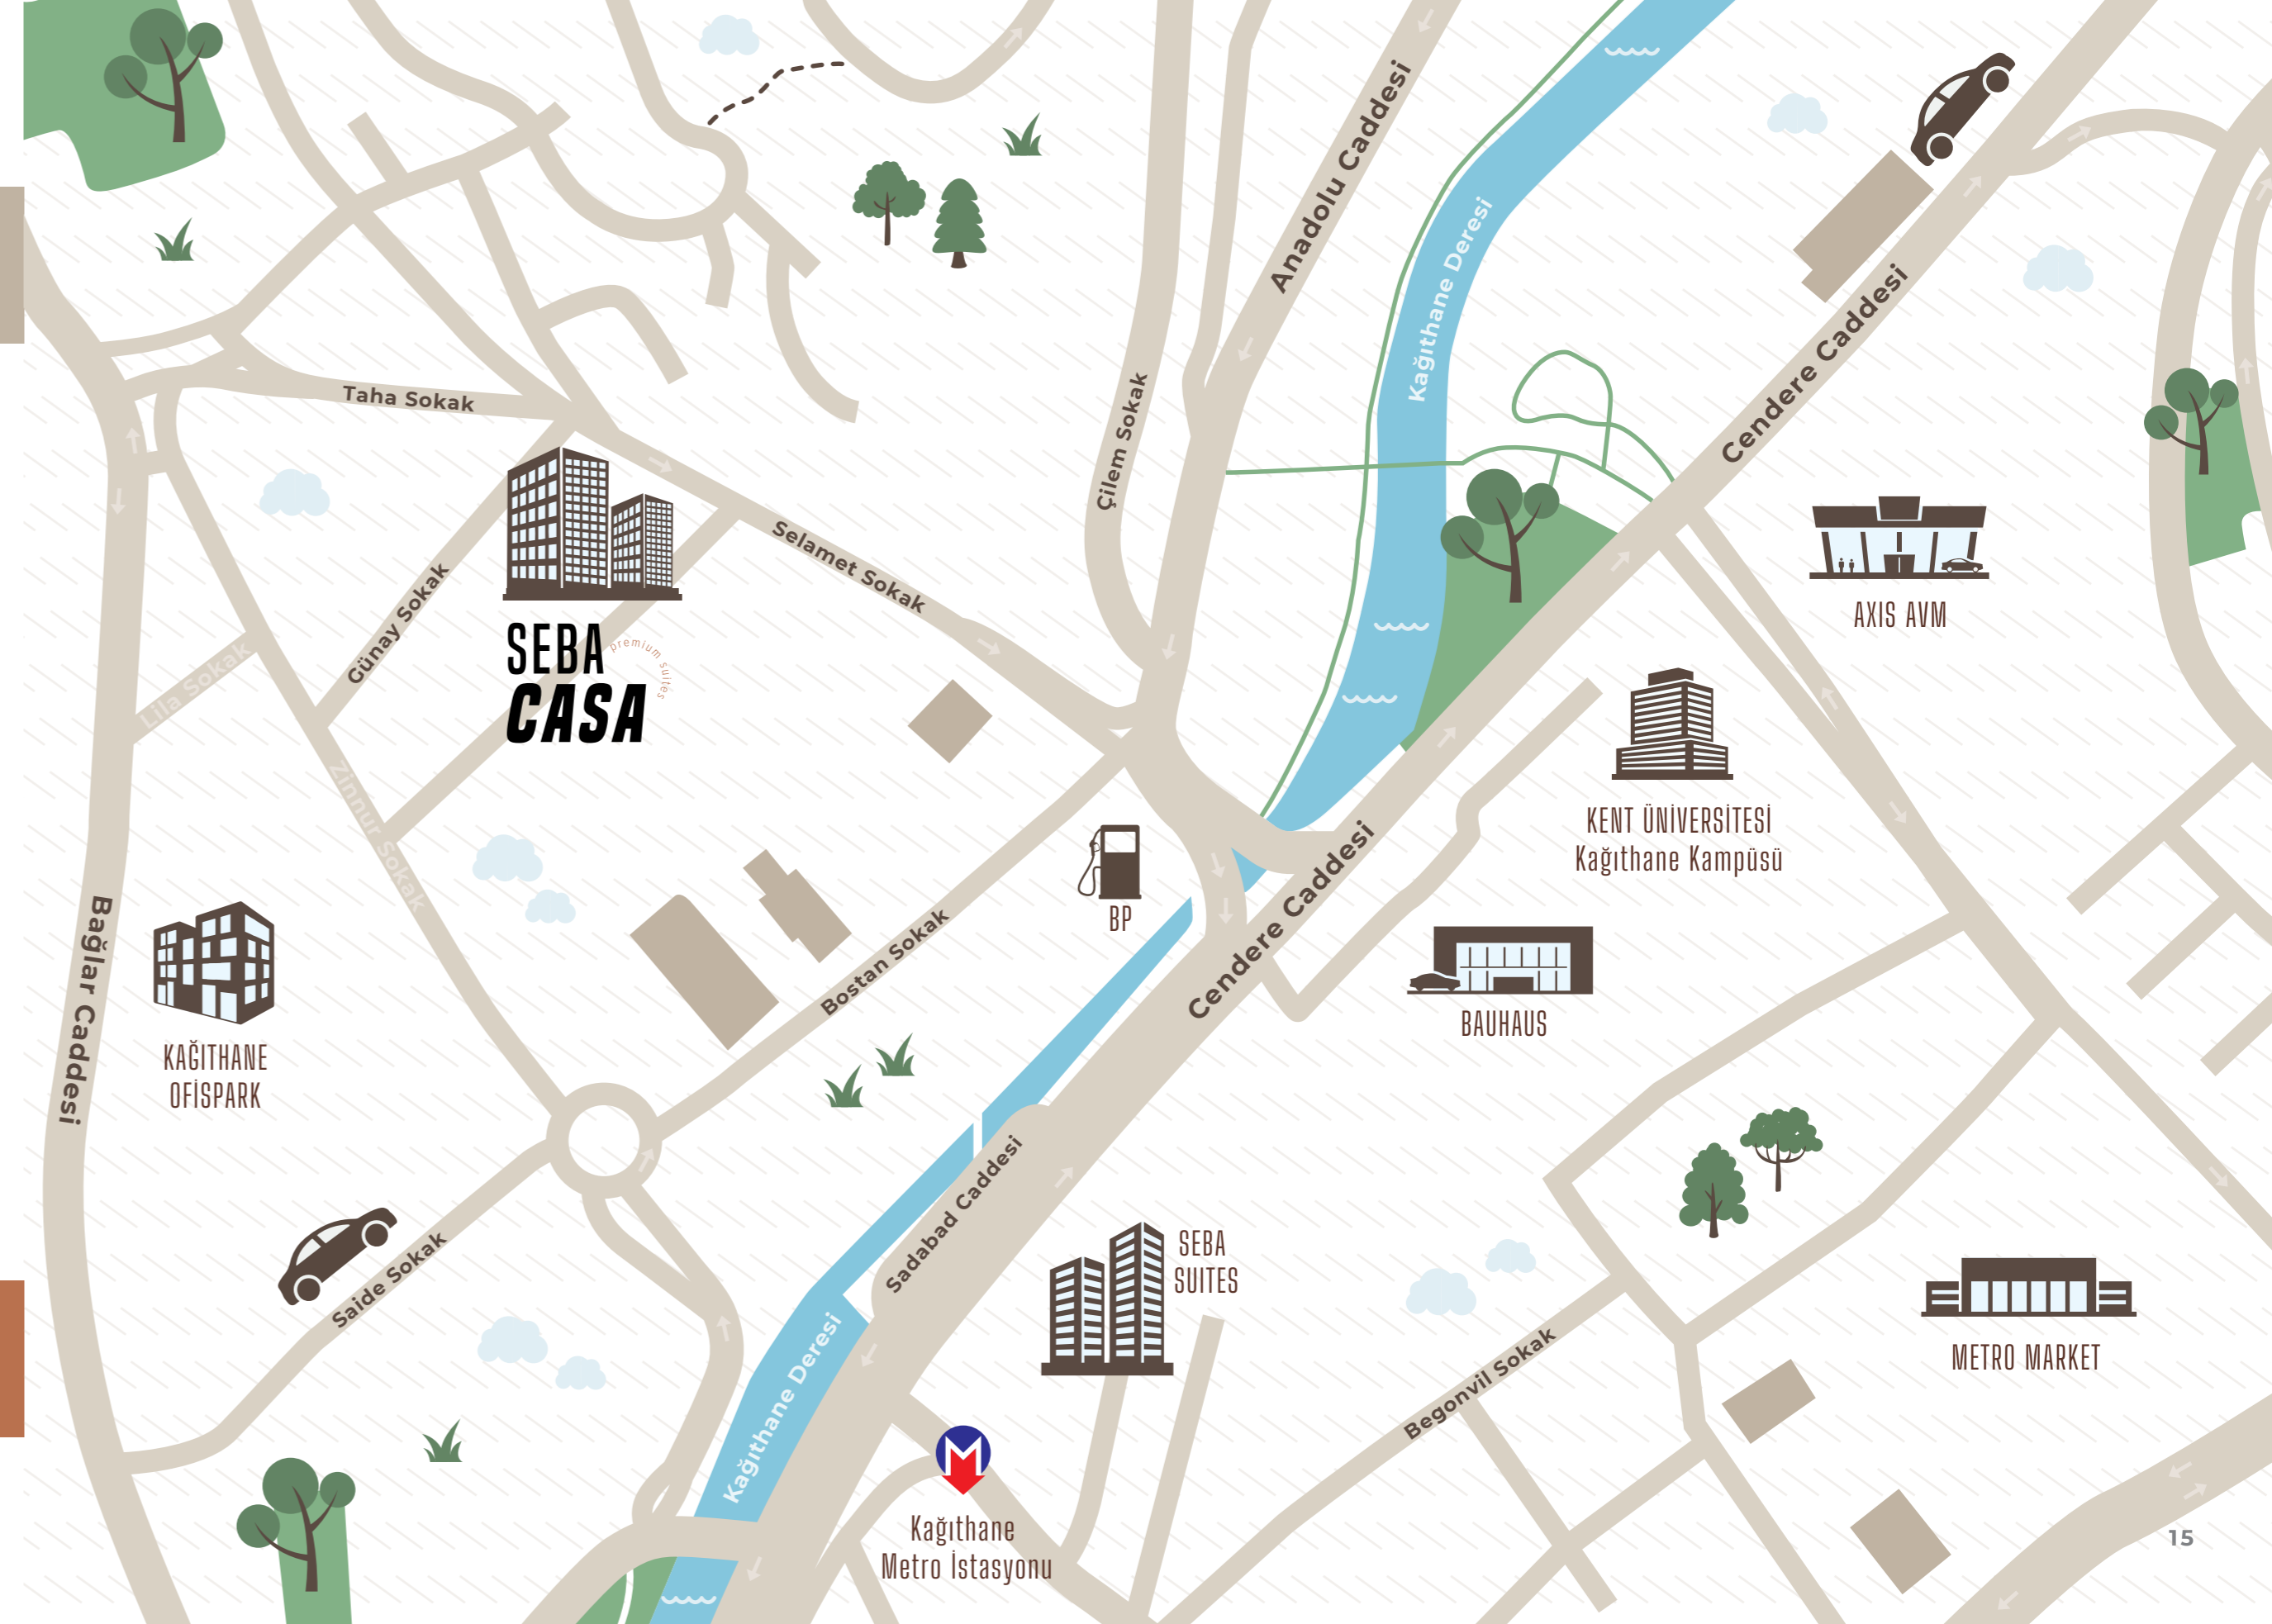 Anadolu Caddesi
Kağıthane Deresi
Cendere Caddesi
Taha Sokak
Çilem Sokak
Selamet Sokak
Günay Sokak
Lila Sokak
SEBA
CASA
premium suites
AXIS AVM
Zinnur Sokak
KENT ÜNİVERSİTESİ
Kağıthane Kampüsü
Bağlar Caddesi
Cendere Caddesi
BP
Bostan Sokak
BAUHAUS
KAĞITHANE
OFİSPARK
Sadabad Caddesi
SEBA
SUITES
Saide Sokak
Kağıthane Deresi
Begonvil Sokak
METRO MARKET
M
Kağıthane
Metro İstasyonu
15